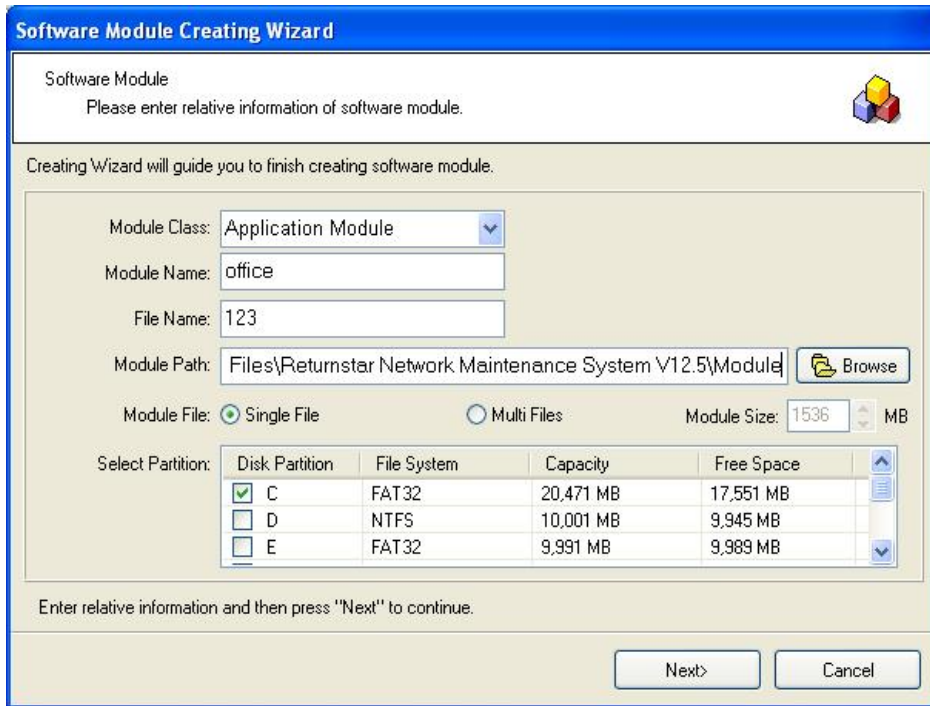 Software Module Creating Wizard
Software Module
Please enter relative information of software module.
Creating Wizard will guide you to finish creating software module.
Module Class: Application Module
Module Name: office
File Name: 123
Module Path: Files\Returnstar Network Maintenance System V12.5\Module Browse
Module File: Single File Multi Files Module Size: 1536 MB
Select Partition: Disk Partition File System Capacity Free Space
C FAT32 20,471 MB 17,551 MB
D NTFS 10,001 MB 9,945 MB
E FAT32 9,991 MB 9,989 MB
Enter relative information and then press "Next" to continue.
Next> Cancel